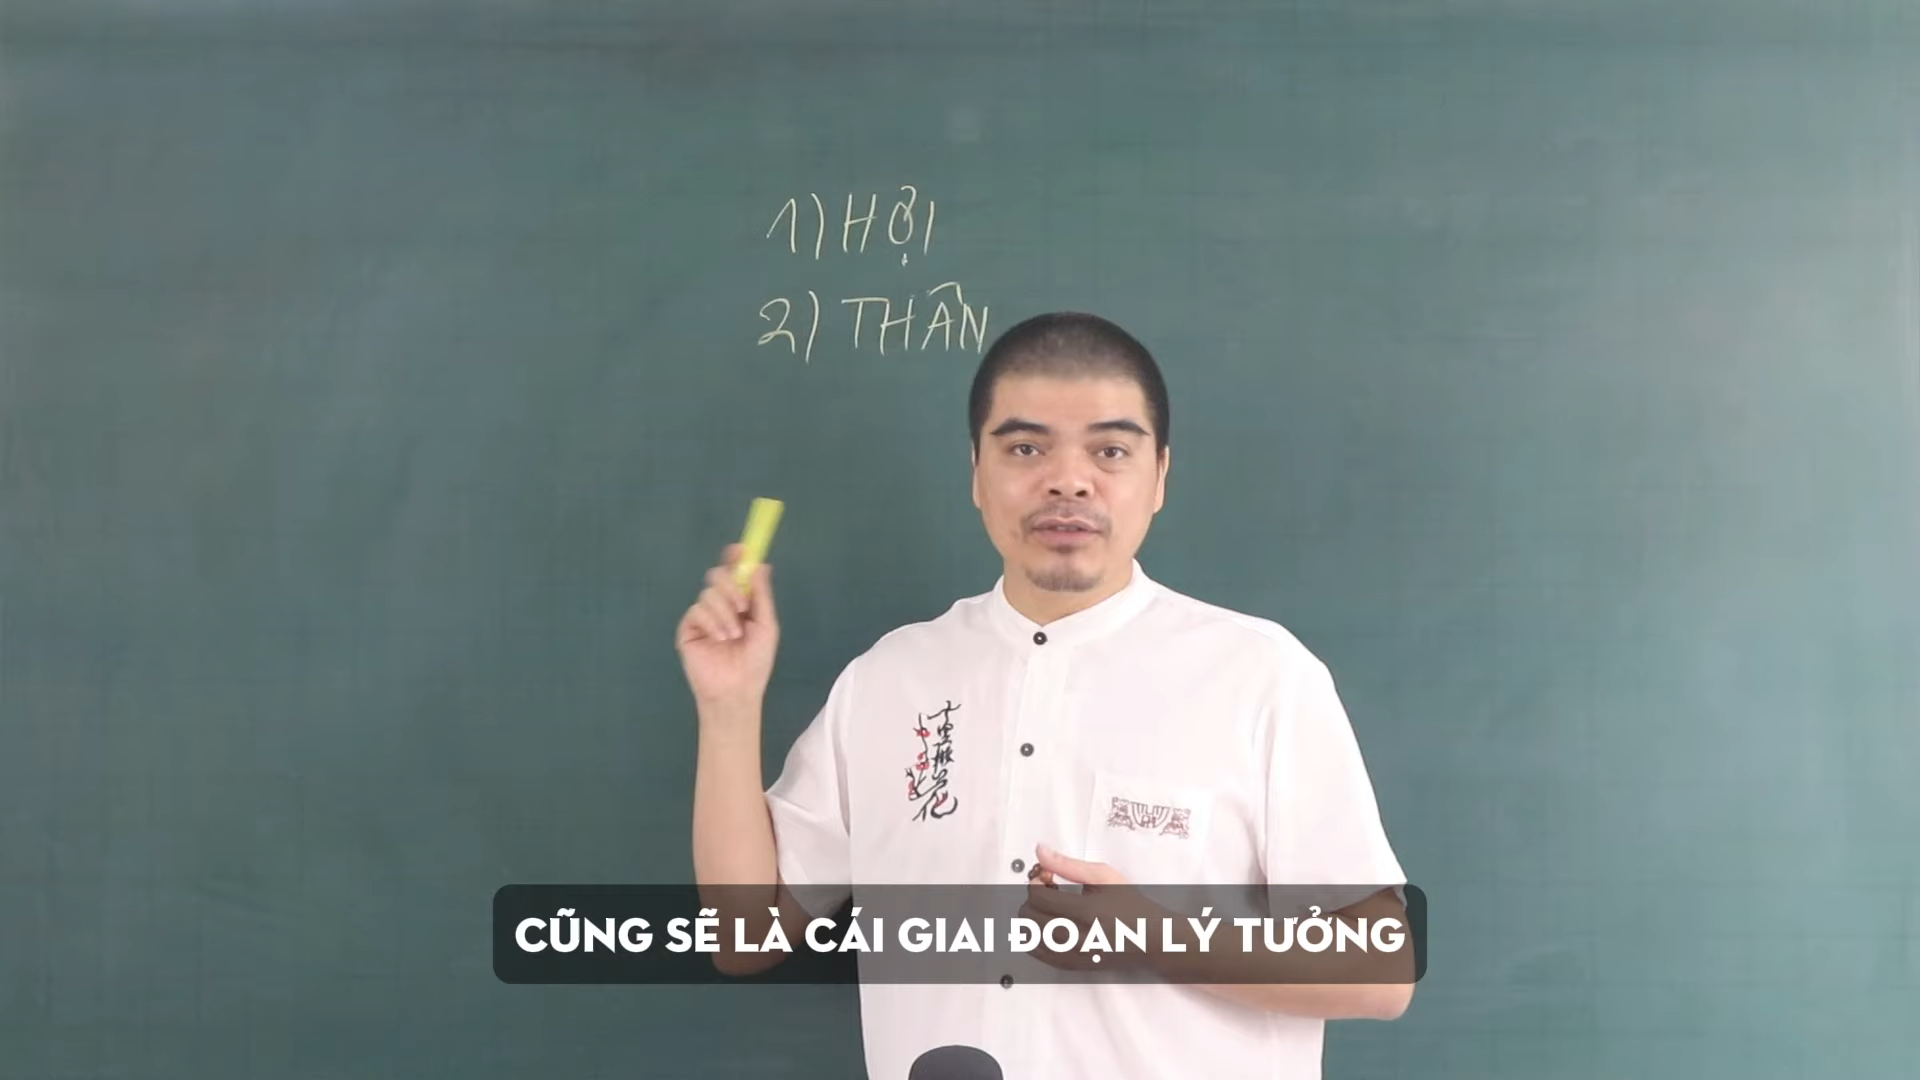 1) HỢI
2) THÂN
CŨNG SẼ LÀ CÁI GIAI ĐOẠN LÝ TƯỞNG